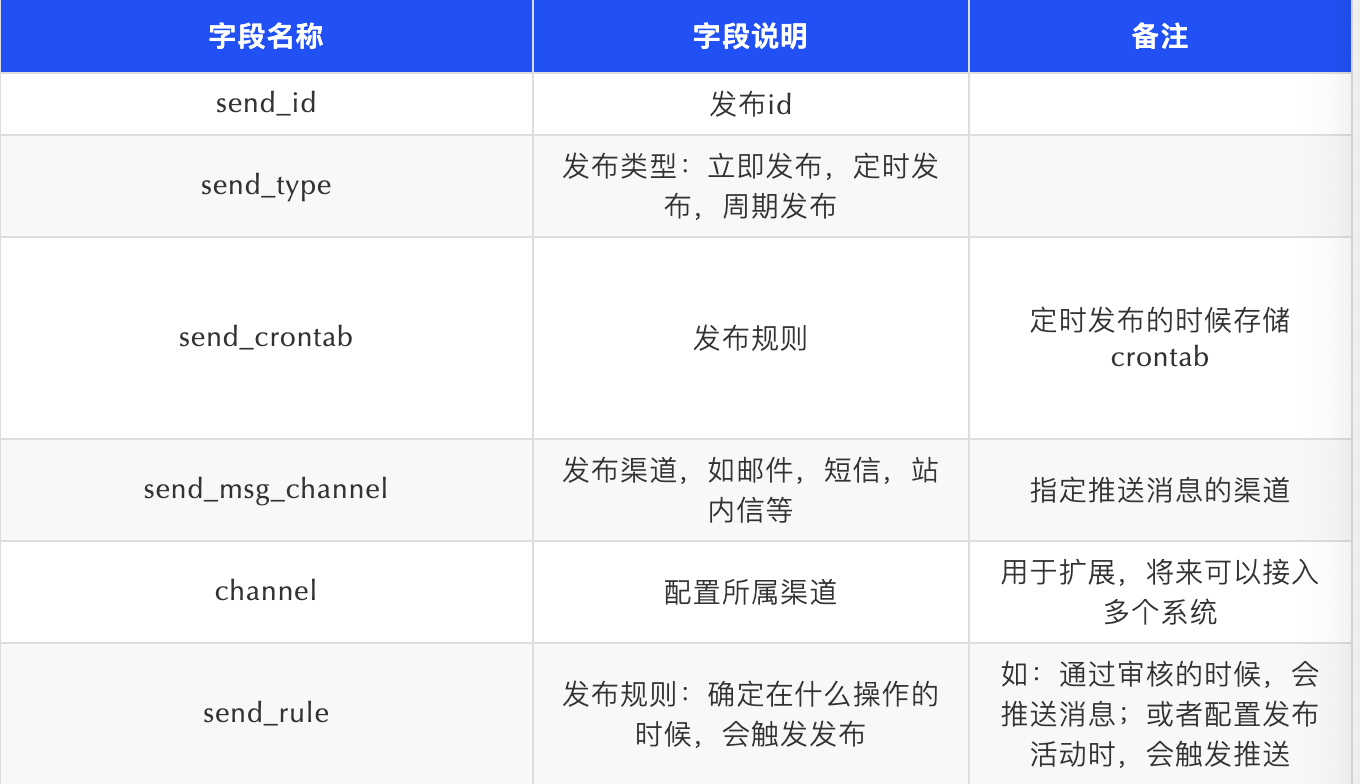 字段名称 字段说明 备注
send_id 发布id
send_type 发布类型：立即发布，定时发
布，周期发布
send_crontab 发布规则 定时发布的时候存储
crontab
send_msg_channel 发布渠道，如邮件，短信，站
内信等 指定推送消息的渠道
channel 配置所属渠道 用于扩展，将来可以接入
多个系统
send_rule 发布规则：确定在什么操作的
时候，会触发发布 如：通过审核的时候，会
推送消息；或者配置发布
活动时，会触发推送